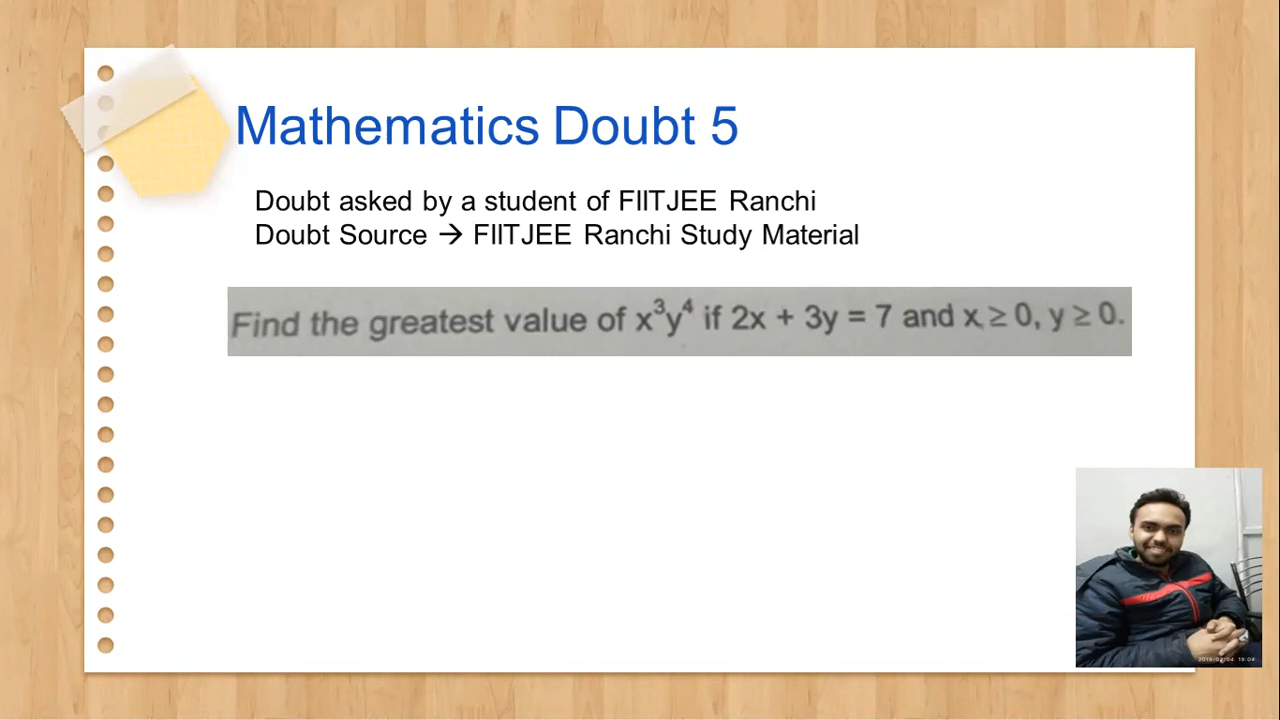 Mathematics Doubt 5
Doubt asked by a student of FIITJEE Ranchi
Doubt Source → FIITJEE Ranchi Study Material
Find the greatest value of x³y⁴ if 2x + 3y = 7 and x ≥ 0, y ≥ 0.